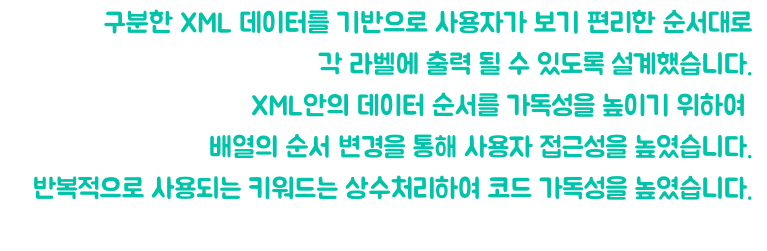 구분한 XML 데이터를 기반으로 사용자가 보기 편리한 순서대로
각 라벨에 출력 될 수 있도록 설계했습니다.
XML안의 데이터 순서를 가독성을 높이기 위하여
배열의 순서 변경을 통해 사용자 접근성을 높였습니다.
반복적으로 사용되는 키워드는 상수처리하여 코드 가독성을 높였습니다.